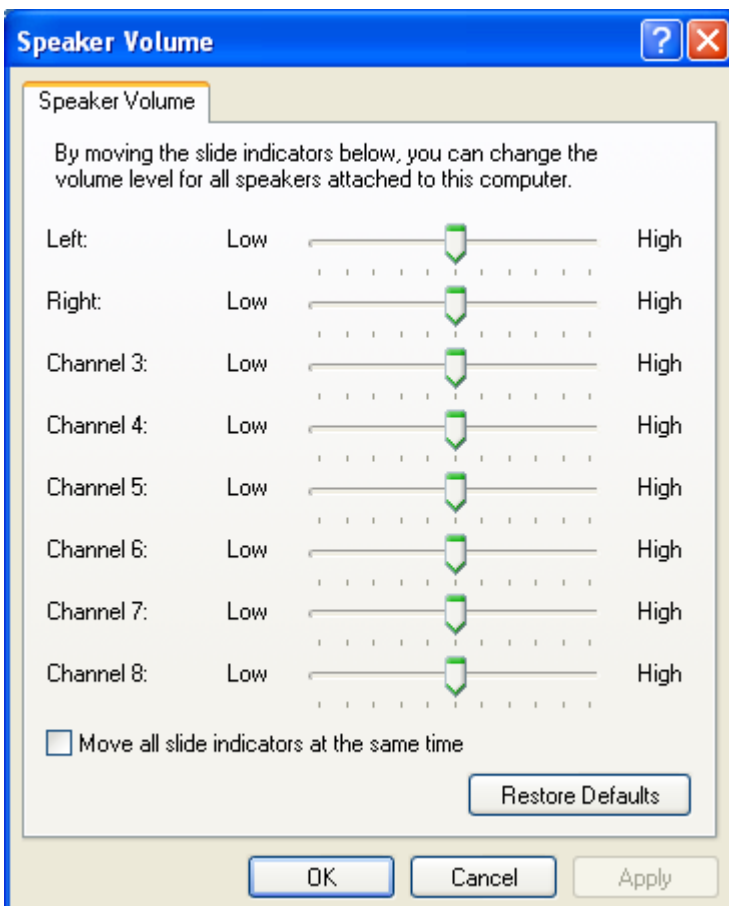 Speaker Volume
Speaker Volume
By moving the slide indicators below, you can change the
volume level for all speakers attached to this computer.
Left: Low High
Right: Low High
Channel 3: Low High
Channel 4: Low High
Channel 5: Low High
Channel 6: Low High
Channel 7: Low High
Channel 8: Low High
Move all slide indicators at the same time
Restore Defaults
OK Cancel Apply